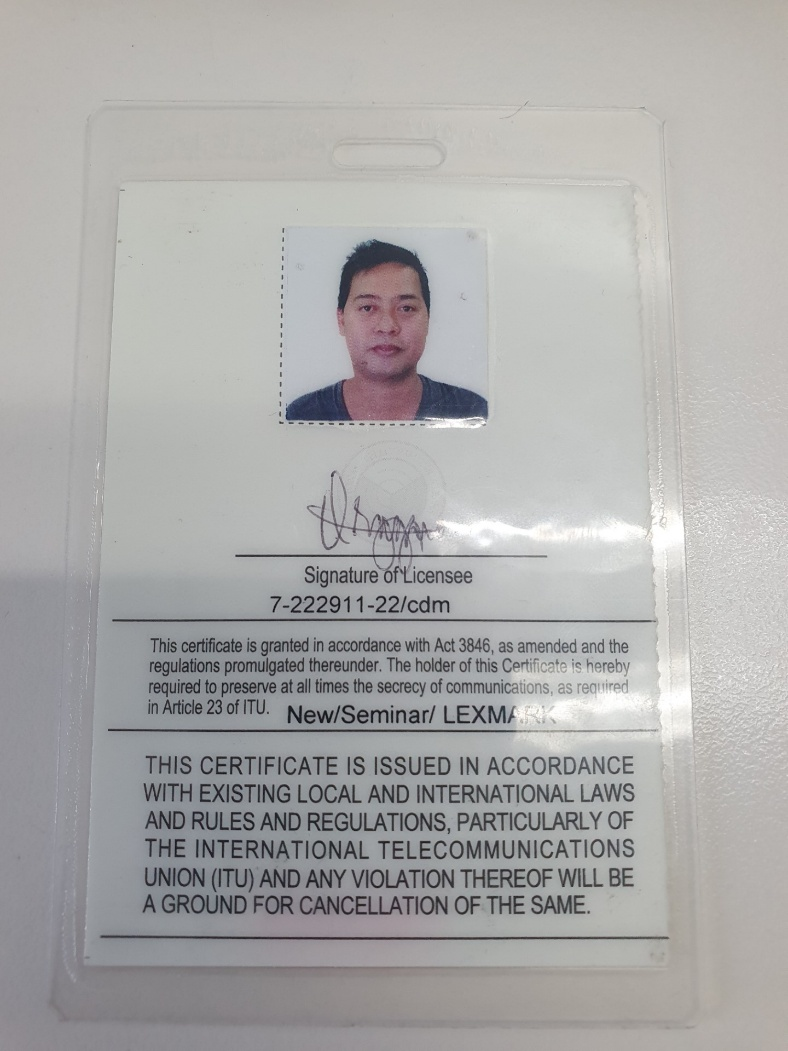 Signature of Licensee
7-222911-22/cdm
This certificate is granted in accordance with Act 3846, as amended and the
regulations promulgated thereunder. The holder of this Certificate is hereby
required to preserve at all times the secrecy of communications, as required
in Article 23 of ITU.
New/Seminar/ LEXMARK
THIS CERTIFICATE IS ISSUED IN ACCORDANCE
WITH EXISTING LOCAL AND INTERNATIONAL LAWS
AND RULES AND REGULATIONS, PARTICULARLY OF
THE INTERNATIONAL TELECOMMUNICATIONS
UNION (ITU) AND ANY VIOLATION THEREOF WILL BE
A GROUND FOR CANCELLATION OF THE SAME.